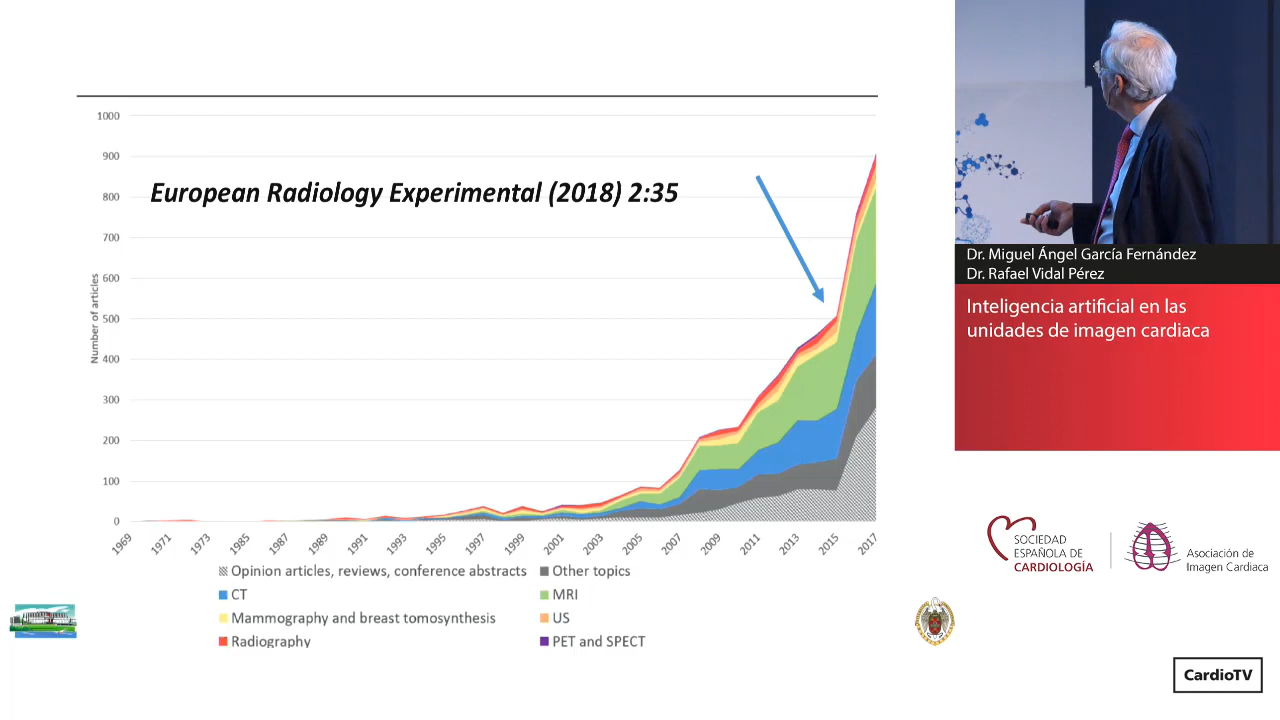 1000
900
European Radiology Experimental (2018) 2:35
800
700
600
500
400
300
200
100
0
Number of articles
1969
1971
1973
1985
1987
1989
1991
1993
1995
1997
1999
2001
2003
2005
2007
2009
2011
2013
2015
2017
Opinion articles, reviews, conference abstracts
Other topics
CT
MRI
Mammography and breast tomosynthesis
US
Radiography
PET and SPECT
Dr. Miguel Ángel García Fernández
Dr. Rafael Vidal Pérez
Inteligencia artificial en las
unidades de imagen cardiaca
SOCIEDAD
ESPAÑOLA DE
CARDIOLOGÍA
Asociación de
Imagen Cardiaca
CardioTV